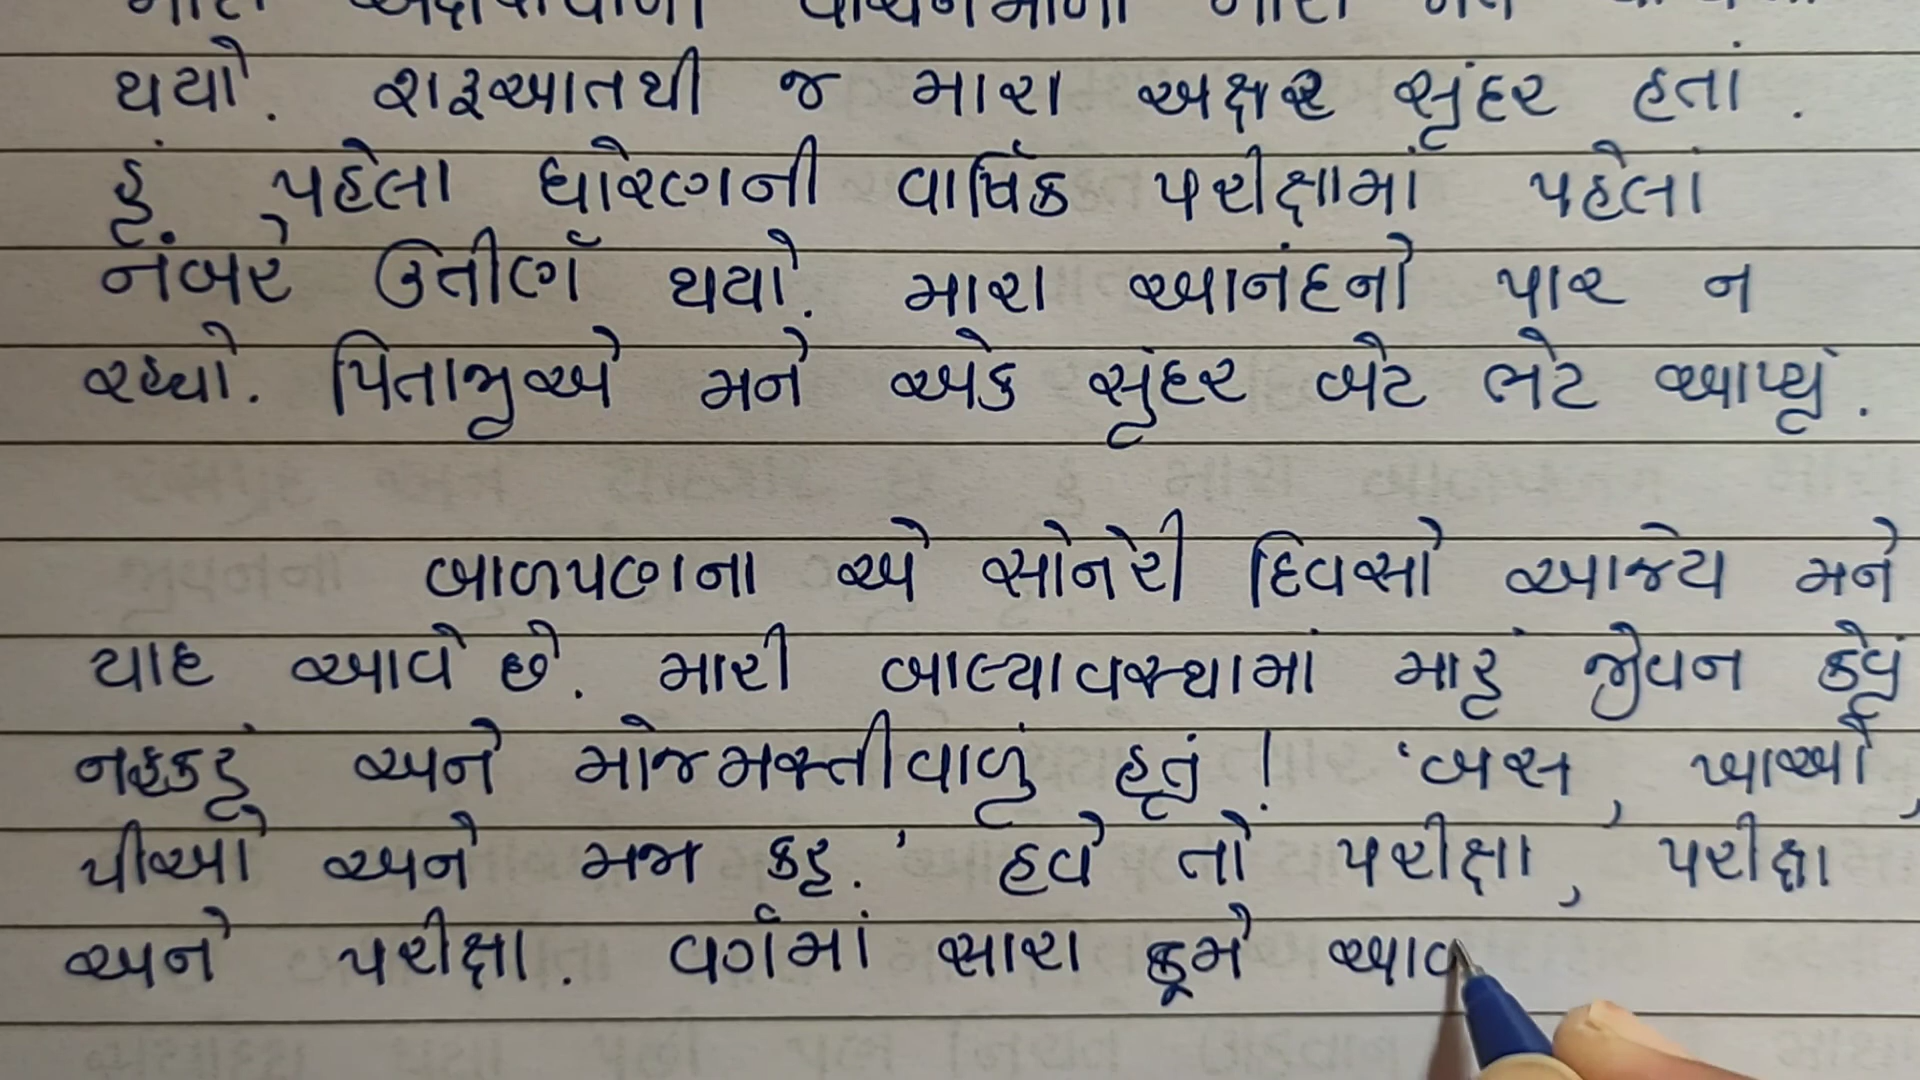 થયો. શરૂઆતથી જ મારા અક્ષર સુંદર હતાં.
હું પહેલા ધોરણની વાર્ષિક પરીક્ષામાં પહેલાં
નંબરે ઉતીર્ણ થયો. મારા આનંદનો પાર ન
રહ્યો. પિતાજીએ મને એક સુંદર બેટ ભેટ આપ્યું.
બાળપણના એ સોનેરી દિવસો આજેય મને
યાદ આવે છે. મારી બાલ્યાવસ્થામાં મારું જીવન કેવું
નફકરું અને મોજમસ્તીવાળું હતું! 'બસ, ખાઓ,
પીઓ અને મજા કરુ.' હવે તો પરીક્ષા, પરીક્ષા
અને પરીક્ષા. વર્ગમાં સારા ક્રમે આવ